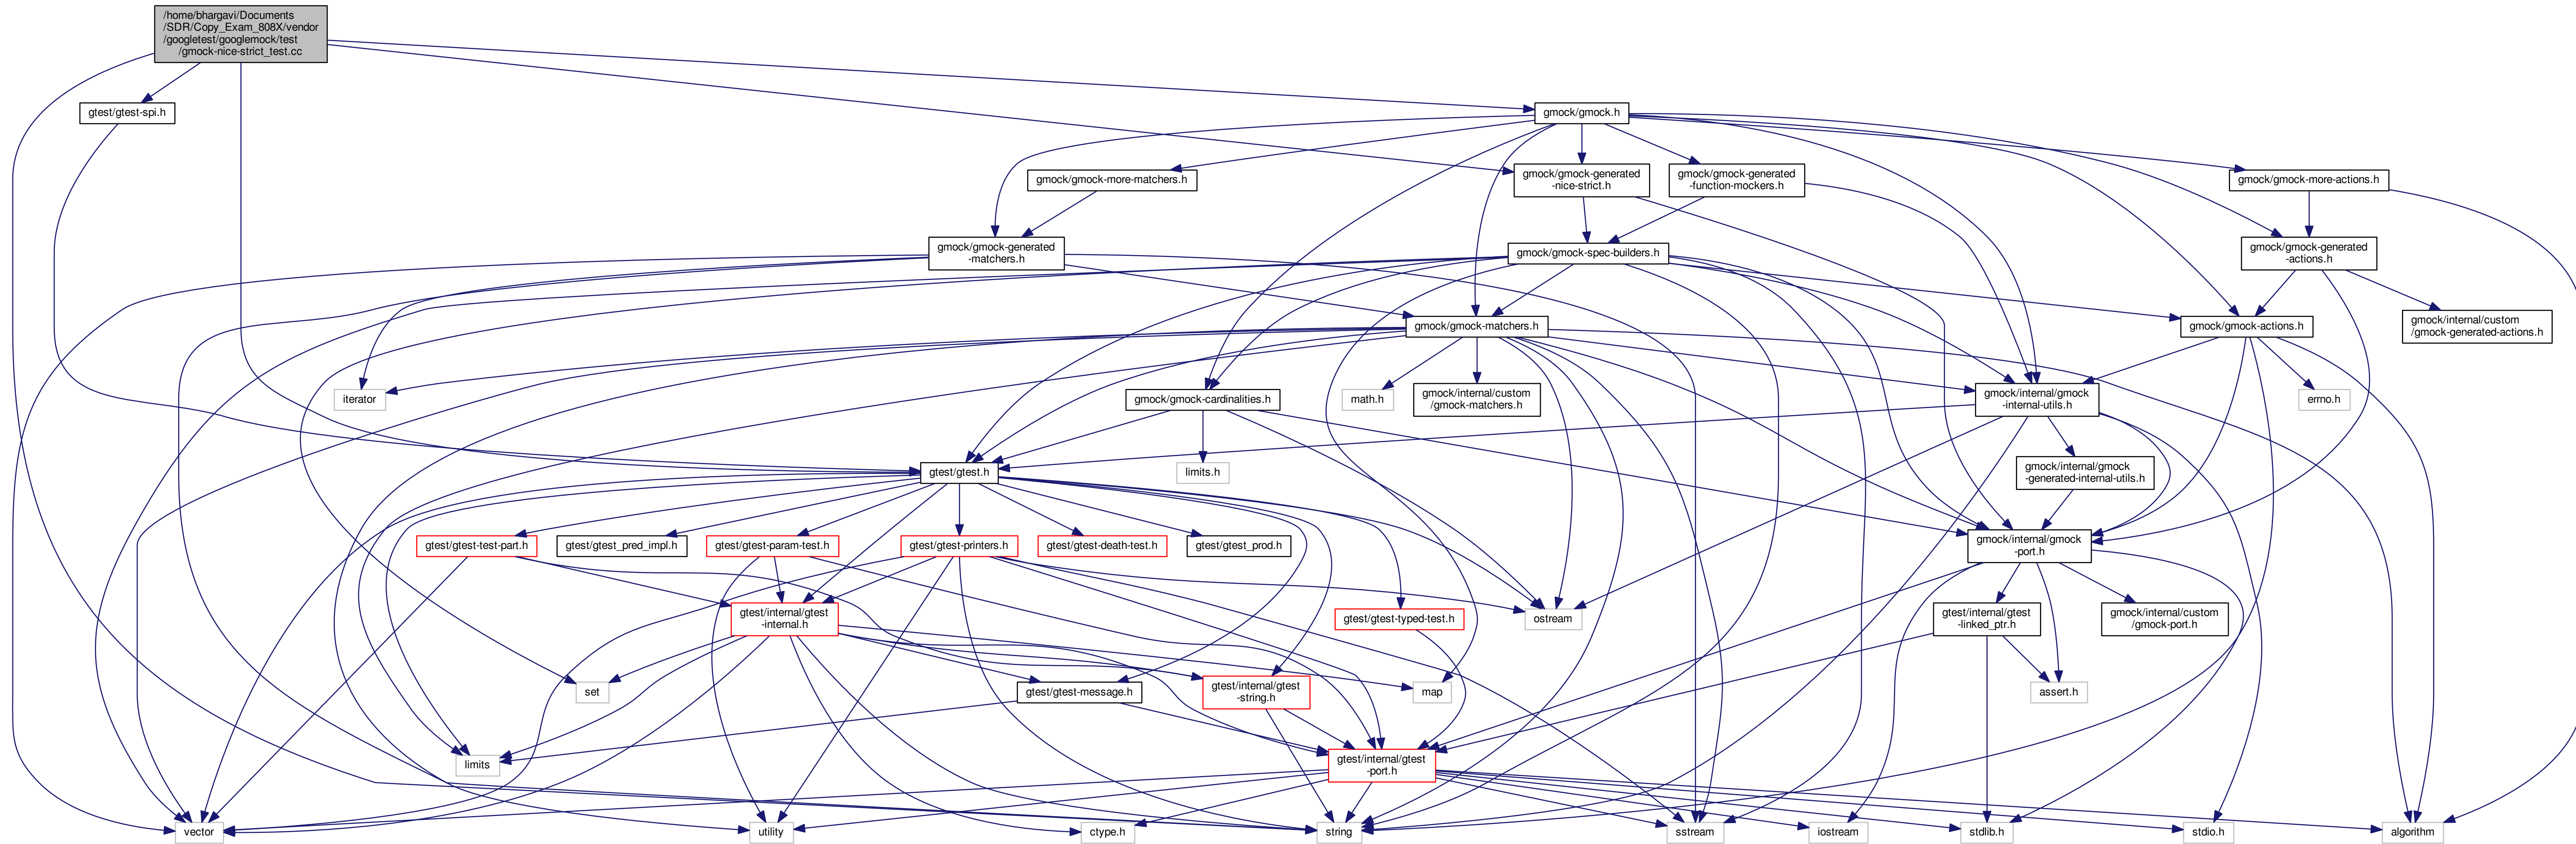 /home/bhargavi/Documents
/SDR/Copy_Exam_808X/vendor
/googletest/googlemock/test
/gmock-nice-strict_test.cc
gtest/gtest-spi.h
gmock/gmock.h
gmock/gmock-more-matchers.h
gmock/gmock-generated
-nice-strict.h
gmock/gmock-generated
-function-mockers.h
gmock/gmock-more-actions.h
gmock/gmock-generated
-matchers.h
gmock/gmock-spec-builders.h
gmock/gmock-generated
-actions.h
gmock/gmock-matchers.h
gmock/gmock-actions.h
gmock/internal/custom
/gmock-generated-actions.h
iterator
gmock/gmock-cardinalities.h
math.h
gmock/internal/custom
/gmock-matchers.h
gmock/internal/gmock
-internal-utils.h
errno.h
gtest/gtest.h
limits.h
gmock/internal/gmock
-generated-internal-utils.h
gtest/gtest-test-part.h
gtest/gtest_pred_impl.h
gtest/gtest-param-test.h
gtest/gtest-printers.h
gtest/gtest-death-test.h
gtest/gtest_prod.h
gmock/internal/gmock
-port.h
gtest/internal/gtest
-internal.h
gtest/gtest-typed-test.h
ostream
gtest/internal/gtest
-linked_ptr.h
gmock/internal/custom
/gmock-port.h
set
gtest/gtest-message.h
gtest/internal/gtest
-string.h
map
assert.h
limits
gtest/internal/gtest
-port.h
vector
utility
ctype.h
string
sstream
iostream
stdlib.h
stdio.h
algorithm